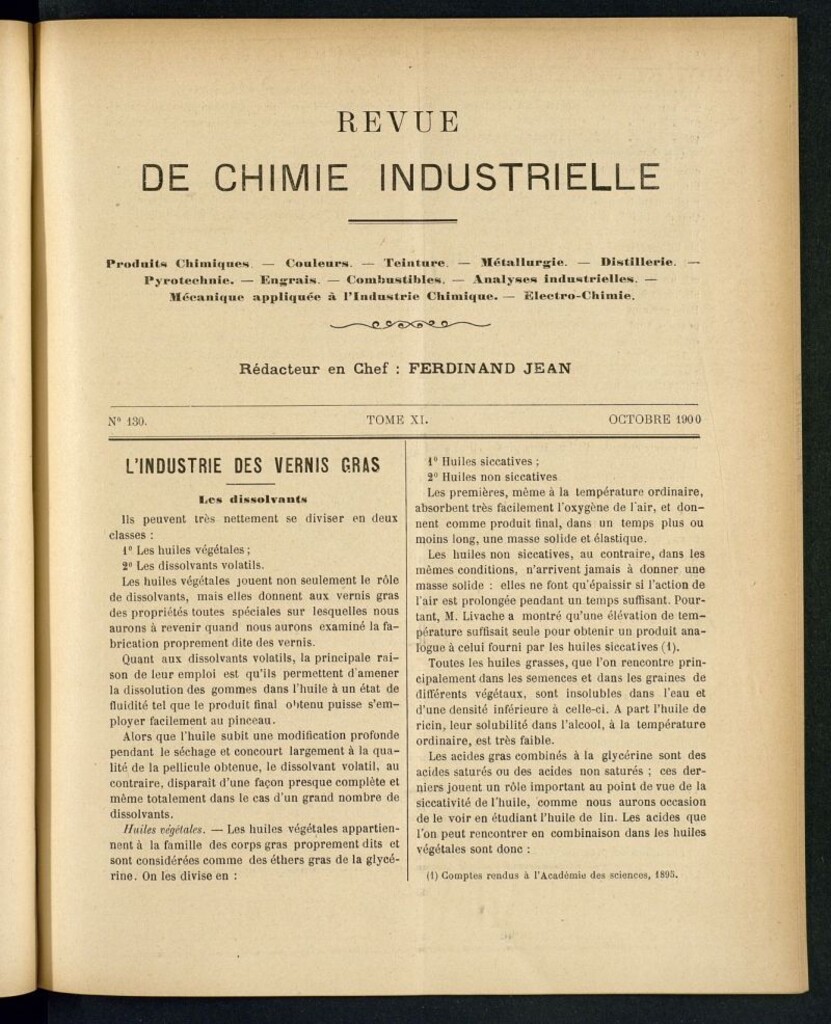 REVUE
DE CHIMIE INDUSTRIELLE
Produits Chimiques. — Couleurs. — Teinture. — Métallurgie. — Distillerie. —
Pyrotechnie. — Engrais. — Combustibles. — Analyses industrielles. —
Mécanique appliquée à l'Industrie Chimique. — Électro-Chimie.
Rédacteur en Chef : FERDINAND JEAN
N° 130.
TOME XI.
OCTOBRE 1900
L'INDUSTRIE DES VERNIS GRAS
Les dissolvants
Ils peuvent très nettement se diviser en deux
classes :
1° Les huiles végétales ;
2° Les dissolvants volatils.
Les huiles végétales jouent non seulement le rôle
de dissolvants, mais elles donnent aux vernis gras
des propriétés toutes spéciales sur lesquelles nous
aurons à revenir quand nous aurons examiné la fa-
brication proprement dite des vernis.
Quant aux dissolvants volatils, la principale rai-
son de leur emploi est qu'ils permettent d'amener
la dissolution des gommes dans l'huile à un état de
fluidité tel que le produit final obtenu puisse s'em-
ployer facilement au pinceau.
Alors que l'huile subit une modification profonde
pendant le séchage et concourt largement à la qua-
lité de la pellicule obtenue, le dissolvant volatil, au
contraire, disparait d'une façon presque complète et
même totalement dans le cas d'un grand nombre de
dissolvants.
Huiles végétales. — Les huiles végétales appartien-
nent à la famille des corps gras proprement dits et
sont considérées comme des éthers gras de la glycé-
rine. On les divise en :
1° Huiles siccatives ;
2° Huiles non siccatives
Les premières, même à la température ordinaire,
absorbent très facilement l'oxygène de l'air, et don-
nent comme produit final, dans un temps plus ou
moins long, une masse solide et élastique.
Les huiles non siccatives, au contraire, dans les
mêmes conditions, n'arrivent jamais à donner une
masse solide : elles ne font qu'épaissir si l'action de
l'air est prolongée pendant un temps suffisant. Pour-
tant, M. Livache a montré qu'une élévation de tem-
pérature suffisait seule pour obtenir un produit ana-
logue à celui fourni par les huiles siccatives (1).
Toutes les huiles grasses, que l'on rencontre prin-
cipalement dans les semences et dans les graines de
différents végétaux, sont insolubles dans l'eau et
d'une densité inférieure à celle-ci. A part l'huile de
ricin, leur solubilité dans l'alcool, à la température
ordinaire, est très faible.
Les acides gras combinés à la glycérine sont des
acides saturés ou des acides non saturés ; ces der-
niers jouent un rôle important au point de vue de la
siccativité de l'huile, comme nous aurons occasion
de le voir en étudiant l'huile de lin. Les acides que
l'on peut rencontrer en combinaison dans les huiles
végétales sont donc :
(1) Comptes rendus à l'Académie des sciences, 1895.